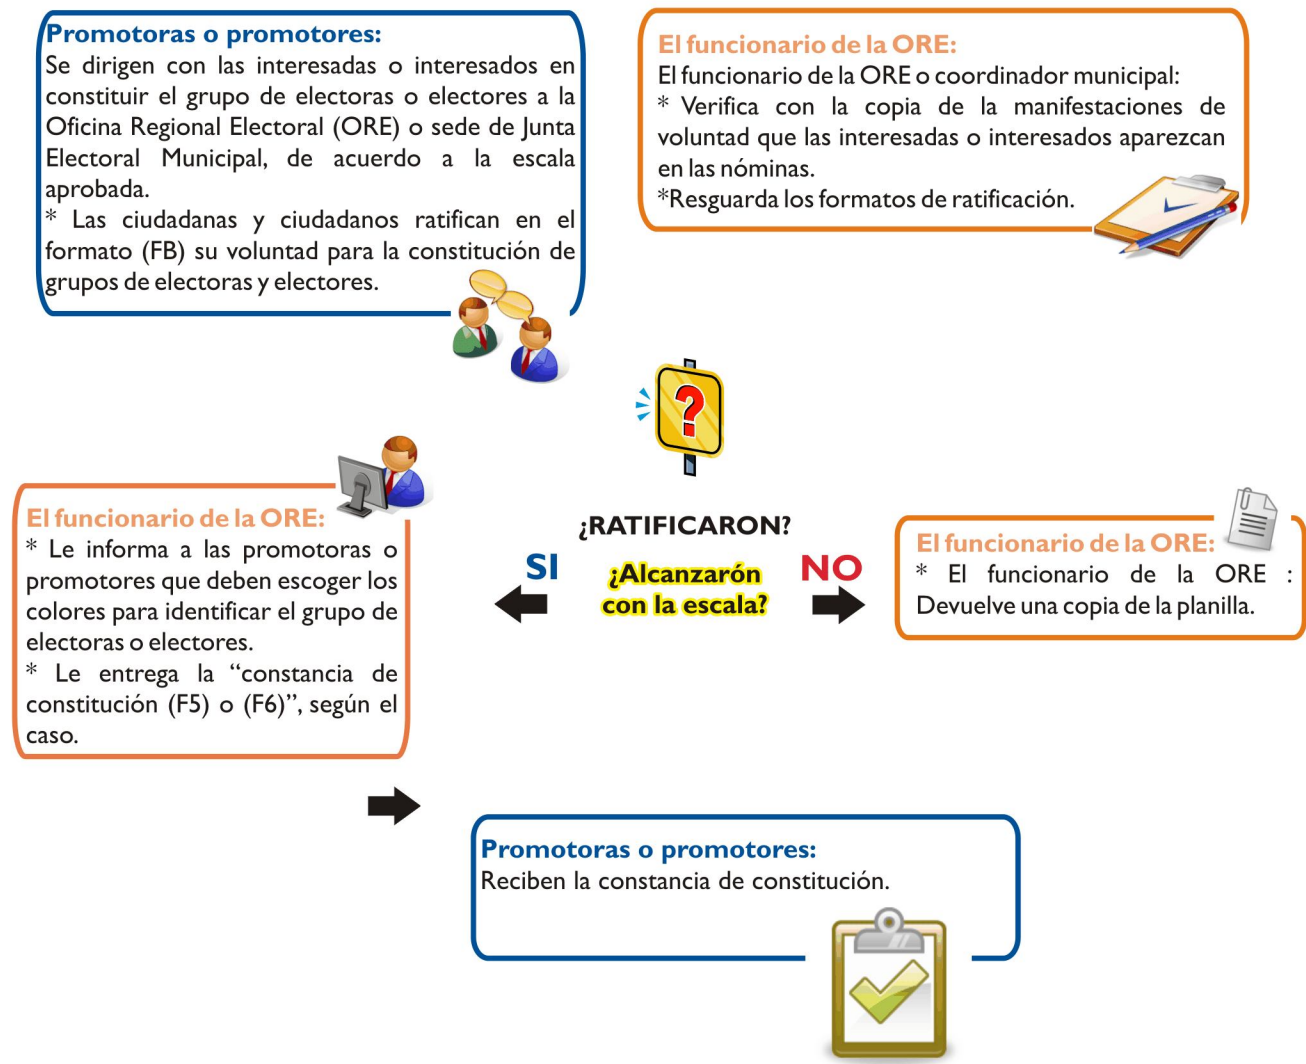 Promotoras o promotores:
Se dirigen con las interesadas o interesados en
constituir el grupo de electoras o electores a la
Oficina Regional Electoral (ORE) o sede de Junta
Electoral Municipal, de acuerdo a la escala
aprobada.
* Las ciudadanas y ciudadanos ratifican en el
formato (FB) su voluntad para la constitución de
grupos de electoras y electores.
El funcionario de la ORE:
El funcionario de la ORE o coordinador municipal:
* Verifica con la copia de la manifestaciones de
voluntad que las interesadas o interesados aparezcan
en las nóminas.
*Resguarda los formatos de ratificación.
?
¿RATIFICARON?
SI
¿Alcanzarón
con la escala?
NO
El funcionario de la ORE:
* Le informa a las promotoras o
promotores que deben escoger los
colores para identificar el grupo de
electoras o electores.
* Le entrega la “constancia de
constitución (F5) o (F6)”, según el
caso.
El funcionario de la ORE:
* El funcionario de la ORE :
Devuelve una copia de la planilla.
Promotoras o promotores:
Reciben la constancia de constitución.